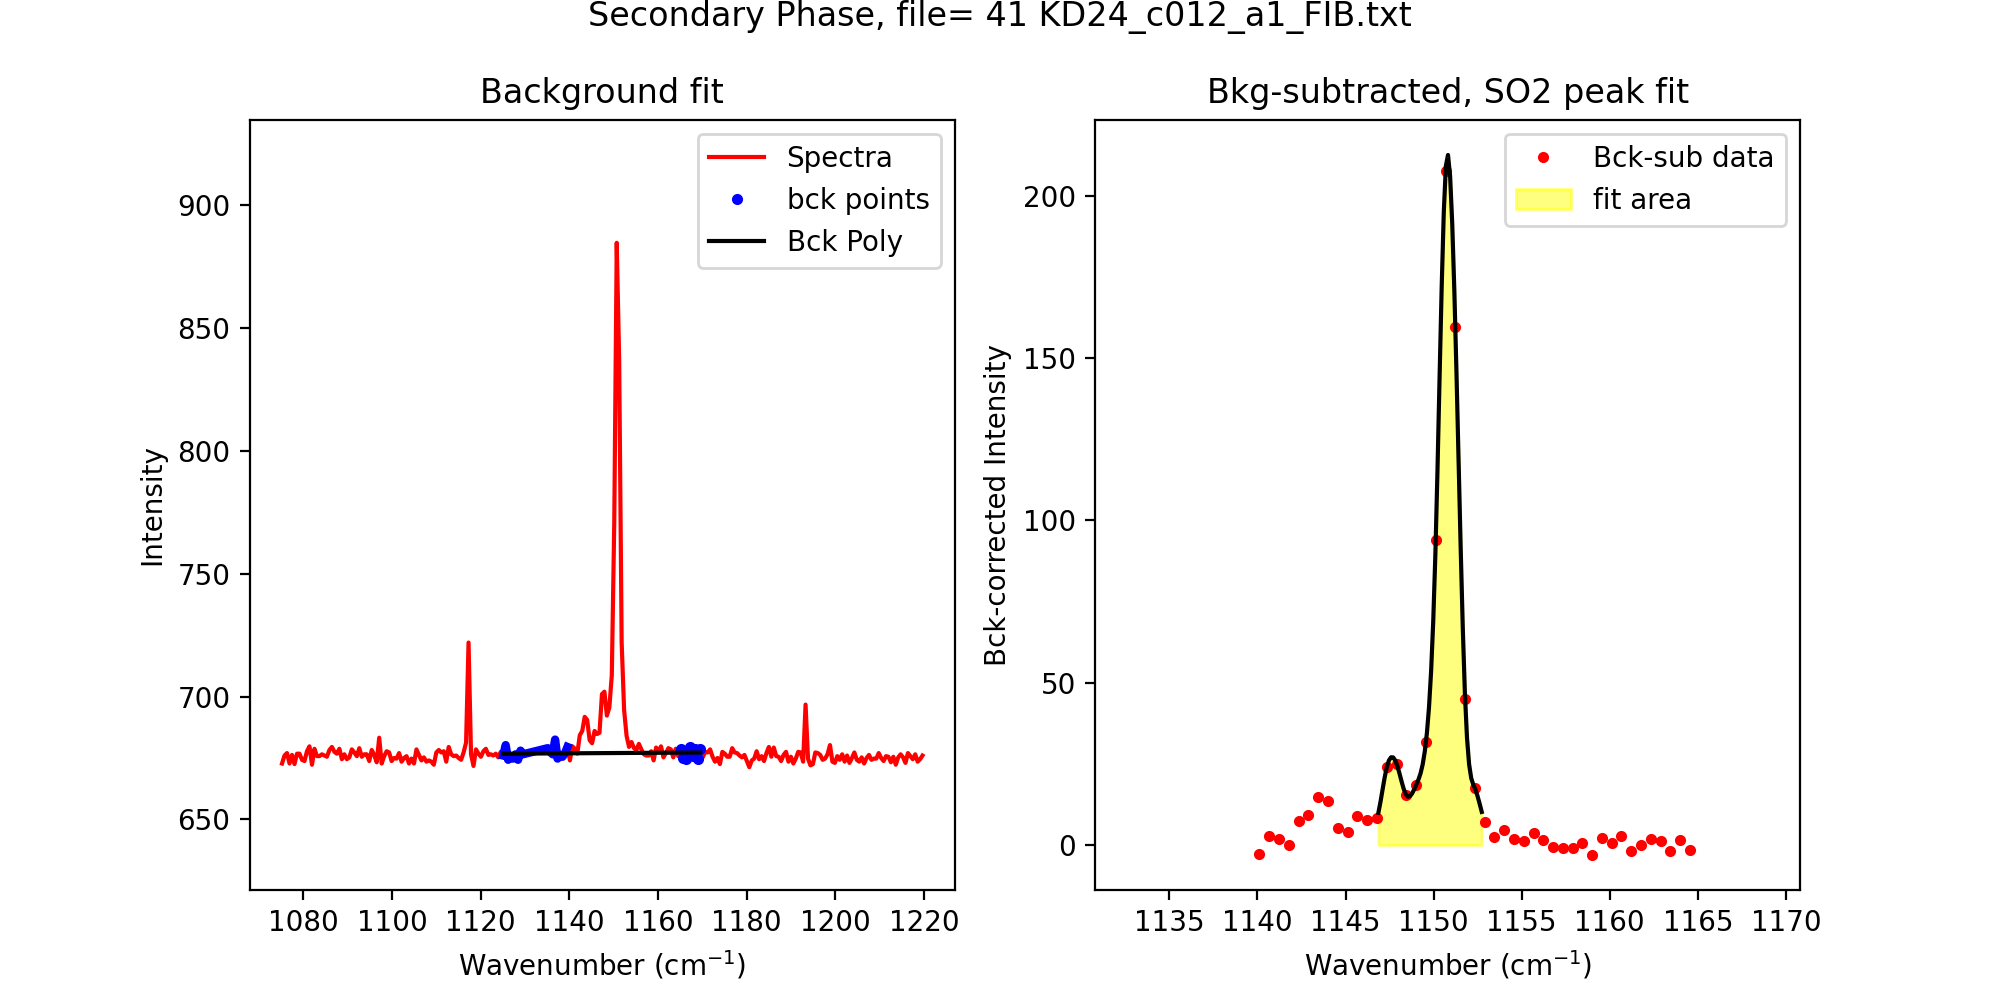 Secondary Phase, file= 41 KD24_c012_a1_FIB.txt
Background fit
Spectra
bck points
Bck Poly
900
850
800
750
700
650
Intensity
1080 1100 1120 1140 1160 1180 1200 1220
Wavenumber (cm⁻¹)
Bkg-subtracted, SO2 peak fit
Bck-sub data
fit area
200
150
100
50
0
Bck-corrected Intensity
1135 1140 1145 1150 1155 1160 1165 1170
Wavenumber (cm⁻¹)